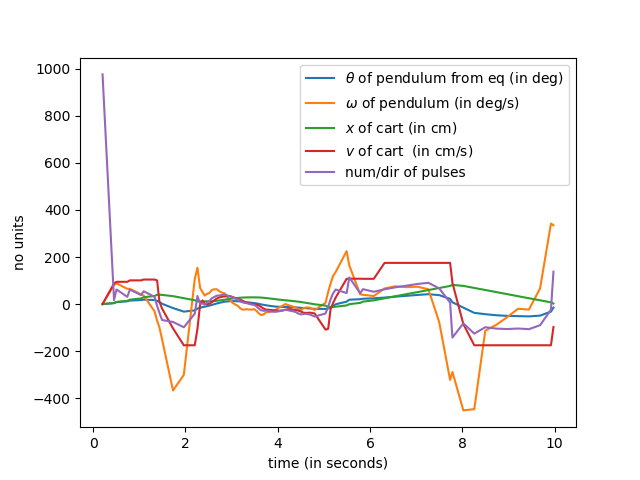 1000
800
600
400
200
0
−200
−400
no units
0
2
4
6
8
10
time (in seconds)
θ of pendulum from eq (in deg)
ω of pendulum (in deg/s)
x of cart (in cm)
v of cart  (in cm/s)
num/dir of pulses